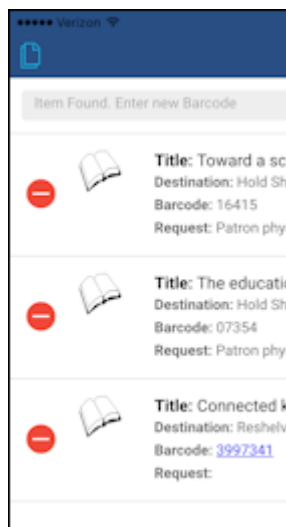 Verizon
Item Found. Enter new Barcode
Title: Toward a sc
Destination: Hold Sh
Barcode: 16415
Request: Patron phy
Title: The educati
Destination: Hold Sh
Barcode: 07354
Request: Patron phy
Title: Connected k
Destination: Reshelv
Barcode: 3997341
Request: